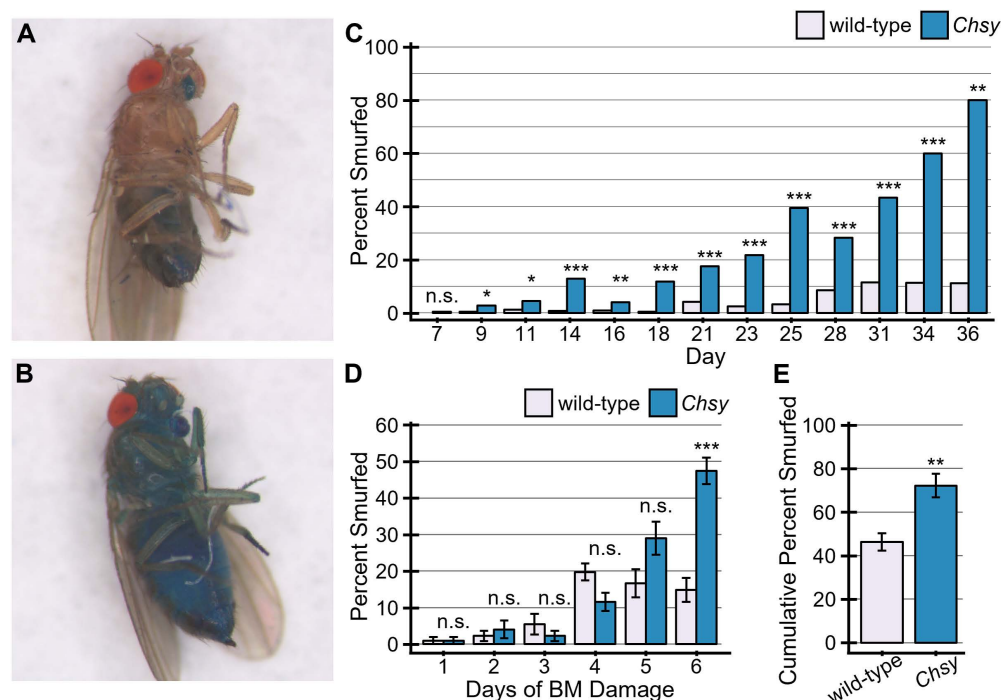 A
B
C
wild-type Chsy
Percent Smurfed
100
80
60
40
20
0
n.s. * * *** ** *** *** *** *** *** *** *** **
7 9 11 14 16 18 21 23 25 28 31 34 36
Day
D
wild-type Chsy
Percent Smurfed
60
50
40
30
20
10
0
n.s. n.s. n.s. n.s. n.s. ***
1 2 3 4 5 6
Days of BM Damage
E
Cumulative Percent Smurfed
100
80
60
40
20
0
**
wild-type Chsy